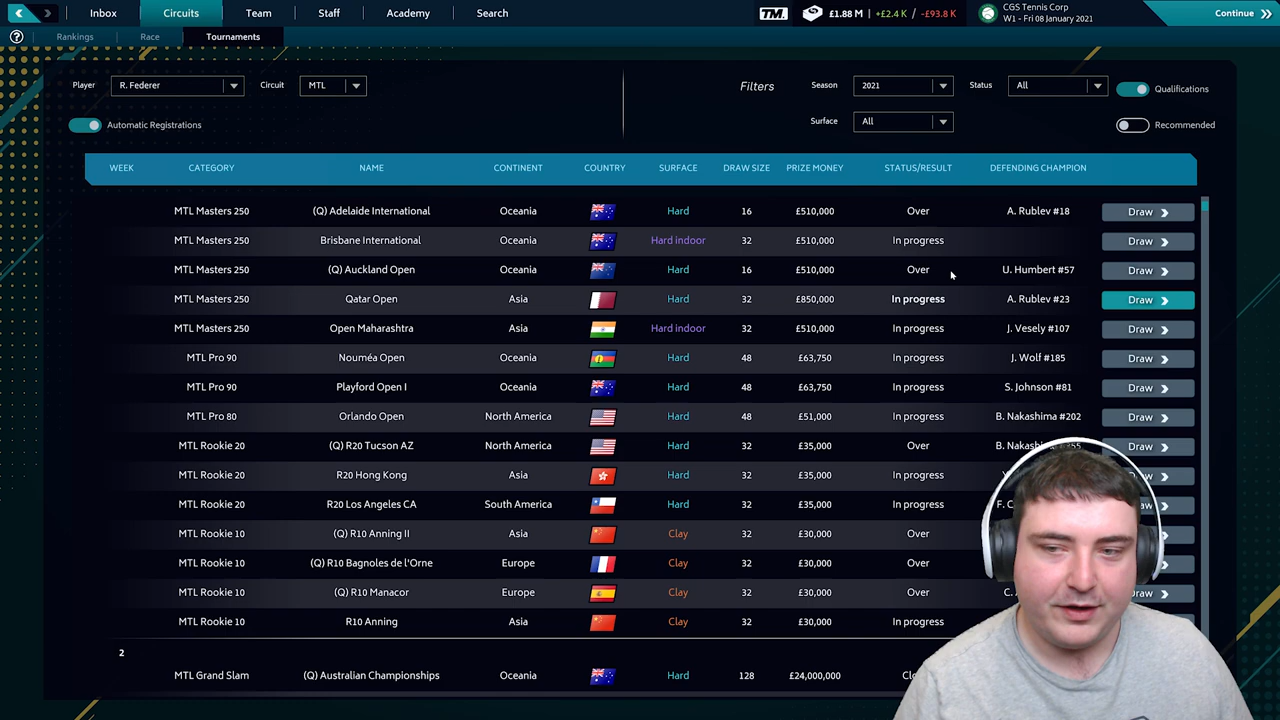 Inbox Circuits Team Staff Academy Search TM. £1.88 M | +£2.4 K / -£93.8 K CGS Tennis Corp Continue
W1 - Fri 08 January 2021
? Rankings Race Tournaments
Player R. Federer Circuit MTL Filters Season 2021 Status All Qualifications
Automatic Registrations Surface All Recommended
WEEK CATEGORY NAME CONTINENT COUNTRY SURFACE DRAW SIZE PRIZE MONEY STATUS/RESULT DEFENDING CHAMPION
MTL Masters 250 (Q) Adelaide International Oceania Hard 16 £510,000 Over A. Rublev #18 Draw
MTL Masters 250 Brisbane International Oceania Hard indoor 32 £510,000 In progress Draw
MTL Masters 250 (Q) Auckland Open Oceania Hard 16 £510,000 Over U. Humbert #57 Draw
MTL Masters 250 Qatar Open Asia Hard 32 £850,000 In progress A. Rublev #23 Draw
MTL Masters 250 Open Maharashtra Asia Hard indoor 32 £510,000 In progress J. Vesely #107 Draw
MTL Pro 90 Nouméa Open Oceania Hard 48 £63,750 In progress J. Wolf #185 Draw
MTL Pro 90 Playford Open I Oceania Hard 48 £63,750 In progress S. Johnson #81 Draw
MTL Pro 80 Orlando Open North America Hard 48 £51,000 In progress B. Nakashima #202 Draw
MTL Rookie 20 (Q) R20 Tucson AZ North America Hard 32 £35,000 Over Draw
MTL Rookie 20 R20 Hong Kong Asia Hard 32 £35,000 In progress
MTL Rookie 20 R20 Los Angeles CA South America Hard 32 £35,000 In progress
MTL Rookie 10 (Q) R10 Anning II Asia Clay 32 £30,000 Over
MTL Rookie 10 (Q) R10 Bagnoles de l'Orne Europe Clay 32 £30,000 Over
MTL Rookie 10 (Q) R10 Manacor Europe Clay 32 £30,000 Over
MTL Rookie 10 R10 Anning Asia Clay 32 £30,000 In progress
2
MTL Grand Slam (Q) Australian Championships Oceania Hard 128 £24,000,000